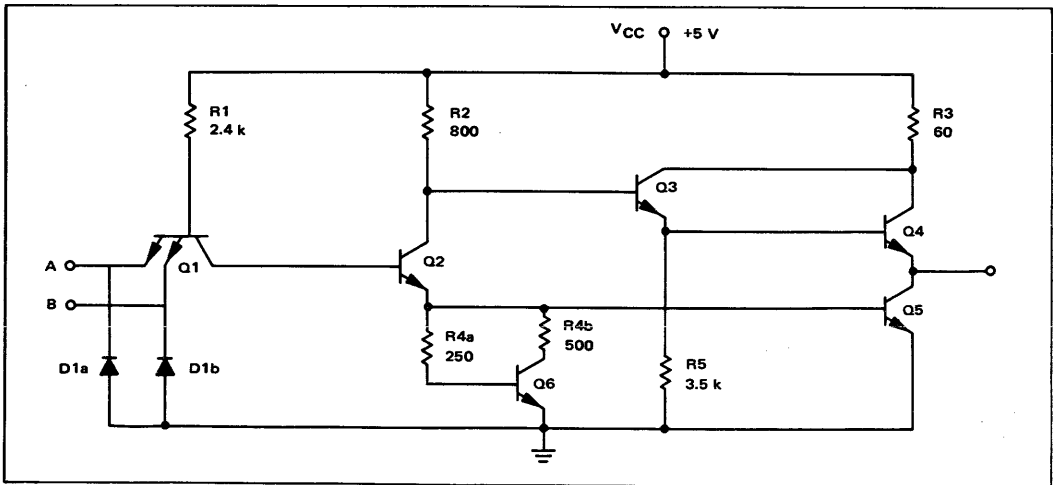 VCC +5 V
R1
2.4 k
R2
800
R3
60
Q3
Q4
A
Q1
Q2
B
Q5
R4a
250
R4b
500
D1a
D1b
Q6
R5
3.5 k